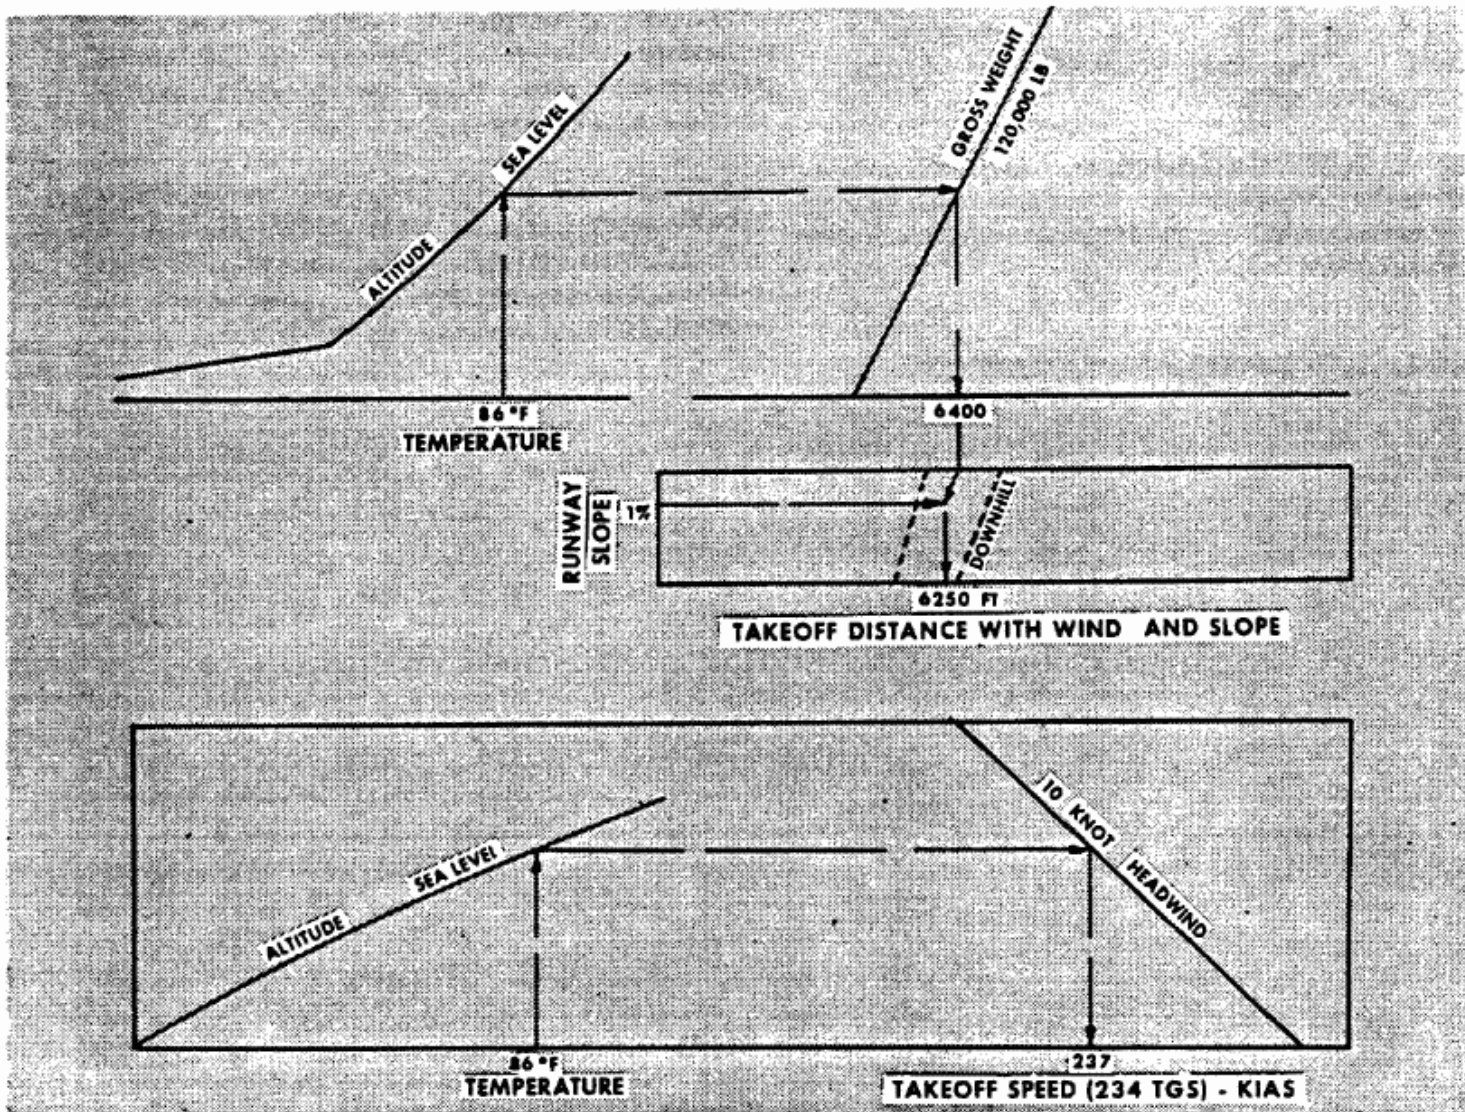 GROSS WEIGHT
120,000 LB
SEA LEVEL
ALTITUDE
86 °F
TEMPERATURE
6400
RUNWAY
SLOPE
1%
DOWNHILL
6250 FT
TAKEOFF DISTANCE WITH WIND AND SLOPE
10 KNOT HEADWIND
SEA LEVEL
ALTITUDE
86 °F
TEMPERATURE
237
TAKEOFF SPEED (234 TGS) - KIAS